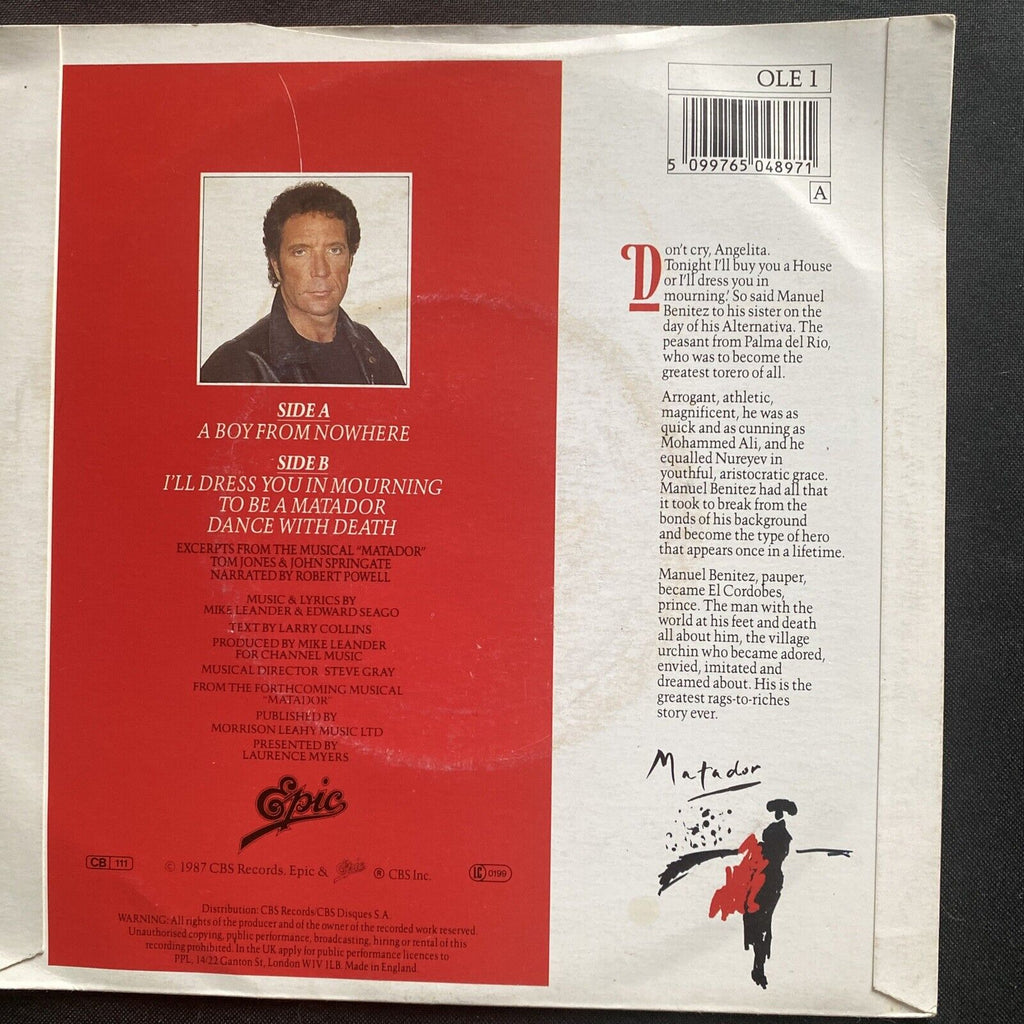 OLE 1
5 099765 048971
A
SIDE A
A BOY FROM NOWHERE
SIDE B
I'LL DRESS YOU IN MOURNING
TO BE A MATADOR
DANCE WITH DEATH
EXCERPTS FROM THE MUSICAL "MATADOR"
TOM JONES & JOHN SPRINGATE
NARRATED BY ROBERT POWELL
MUSIC & LYRICS BY
MIKE LEANDER & EDWARD SEAGO
TEXT BY LARRY COLLINS
PRODUCED BY MIKE LEANDER
FOR CHANNEL MUSIC
MUSICAL DIRECTOR STEVE GRAY
FROM THE FORTHCOMING MUSICAL
"MATADOR"
PUBLISHED BY
MORRISON LEAHY MUSIC LTD
PRESENTED BY
LAURENCE MYERS
Epic
CB 111
© 1987 CBS Records. Epic & Epic ® CBS Inc.
LC 0199
Distribution: CBS Records/CBS Disques S.A.
WARNING: All rights of the producer and of the owner of the recorded work reserved.
Unauthorised copying, public performance, broadcasting, hiring or rental of this
recording prohibited. In the UK apply for public performance licences to
PPL, 14/22 Ganton St, London W1V 1LB. Made in England.
Don't cry, Angelita.
Tonight I'll buy you a House
or I'll dress you in
mourning.' So said Manuel
Benitez to his sister on the
day of his Alternativa. The
peasant from Palma del Rio,
who was to become the
greatest torero of all.
Arrogant, athletic,
magnificent, he was as
quick and as cunning as
Mohammed Ali, and he
equalled Nureyev in
youthful, aristocratic grace.
Manuel Benitez had all that
it took to break from the
bonds of his background
and become the type of hero
that appears once in a lifetime.
Manuel Benitez, pauper,
became El Cordobes,
prince. The man with the
world at his feet and death
all about him, the village
urchin who became adored,
envied, imitated and
dreamed about. His is the
greatest rags-to-riches
story ever.
Matador